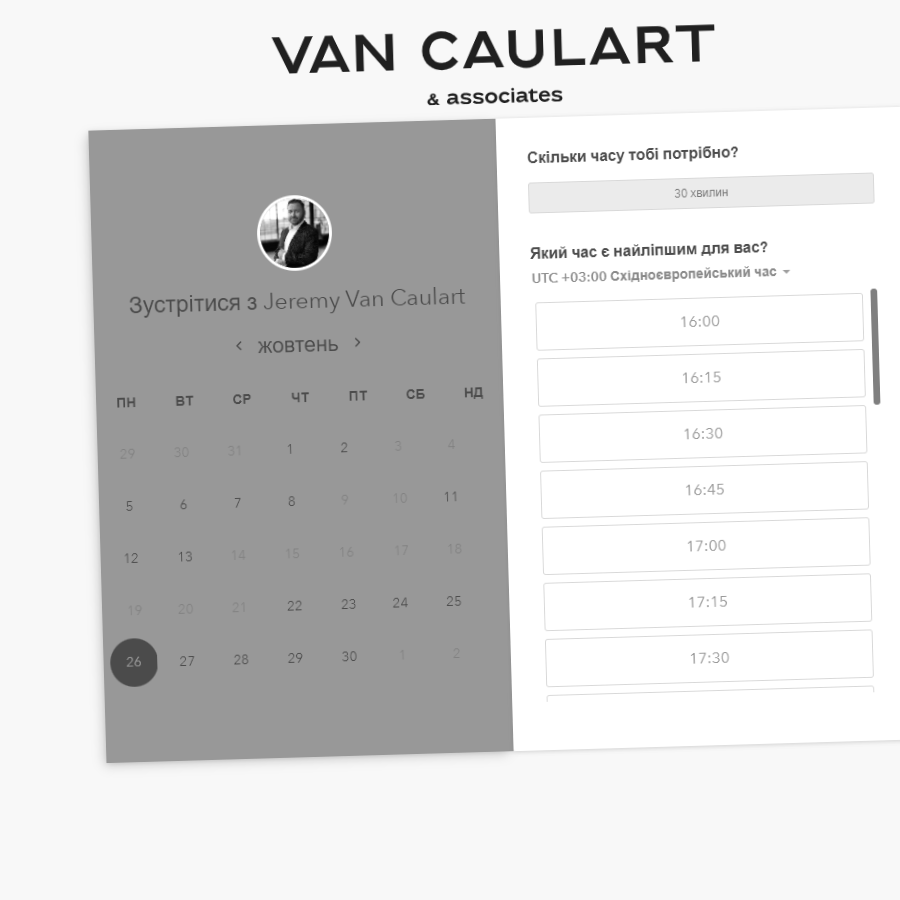 VAN CAULART
& associates
Зустрітися з Jeremy Van Caulart
жовтень
ПН ВТ СР ЧТ ПТ СБ НД
29 30 31 1 2 3 4
5 6 7 8 9 10 11
12 13 14 15 16 17 18
19 20 21 22 23 24 25
26 27 28 29 30 1 2
Скільки часу тобі потрібно?
30 хвилин
Який час є найліпшим для вас?
UTC +03:00 Східноєвропейський час
16:00
16:15
16:30
16:45
17:00
17:15
17:30